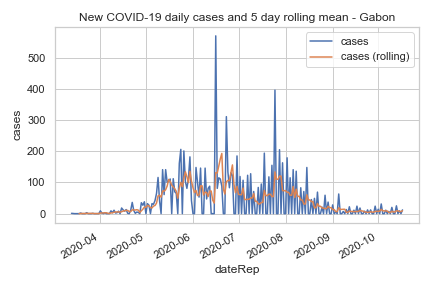 New COVID-19 daily cases and 5 day rolling mean - Gabon
cases
cases (rolling)
cases
500
400
300
200
100
0
2020-04
2020-05
2020-06
2020-07
2020-08
2020-09
2020-10
dateRep